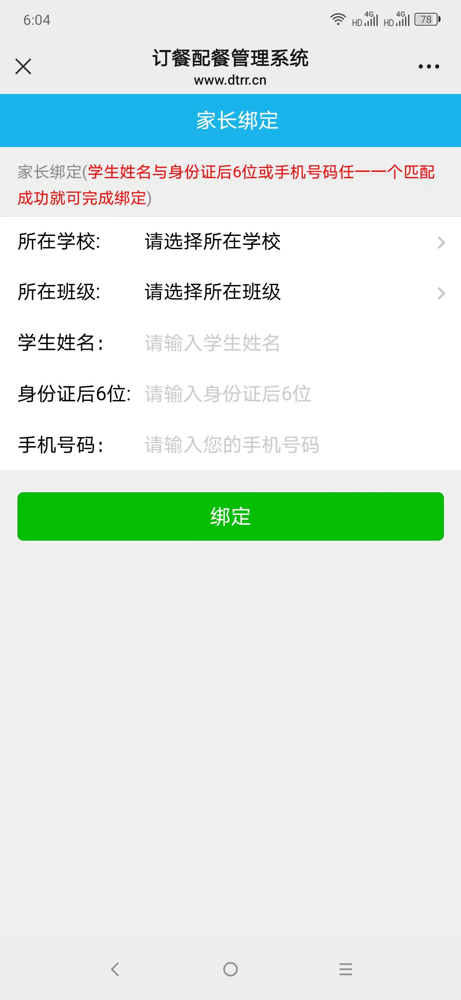 6:04
HD 4G HD 4G 78
订餐配餐管理系统
www.dtrr.cn
家长绑定
家长绑定(学生姓名与身份证后6位或手机号码任一一个匹配
成功就可完成绑定)
所在学校: 请选择所在学校
所在班级: 请选择所在班级
学生姓名: 请输入学生姓名
身份证后6位: 请输入身份证后6位
手机号码: 请输入您的手机号码
绑定